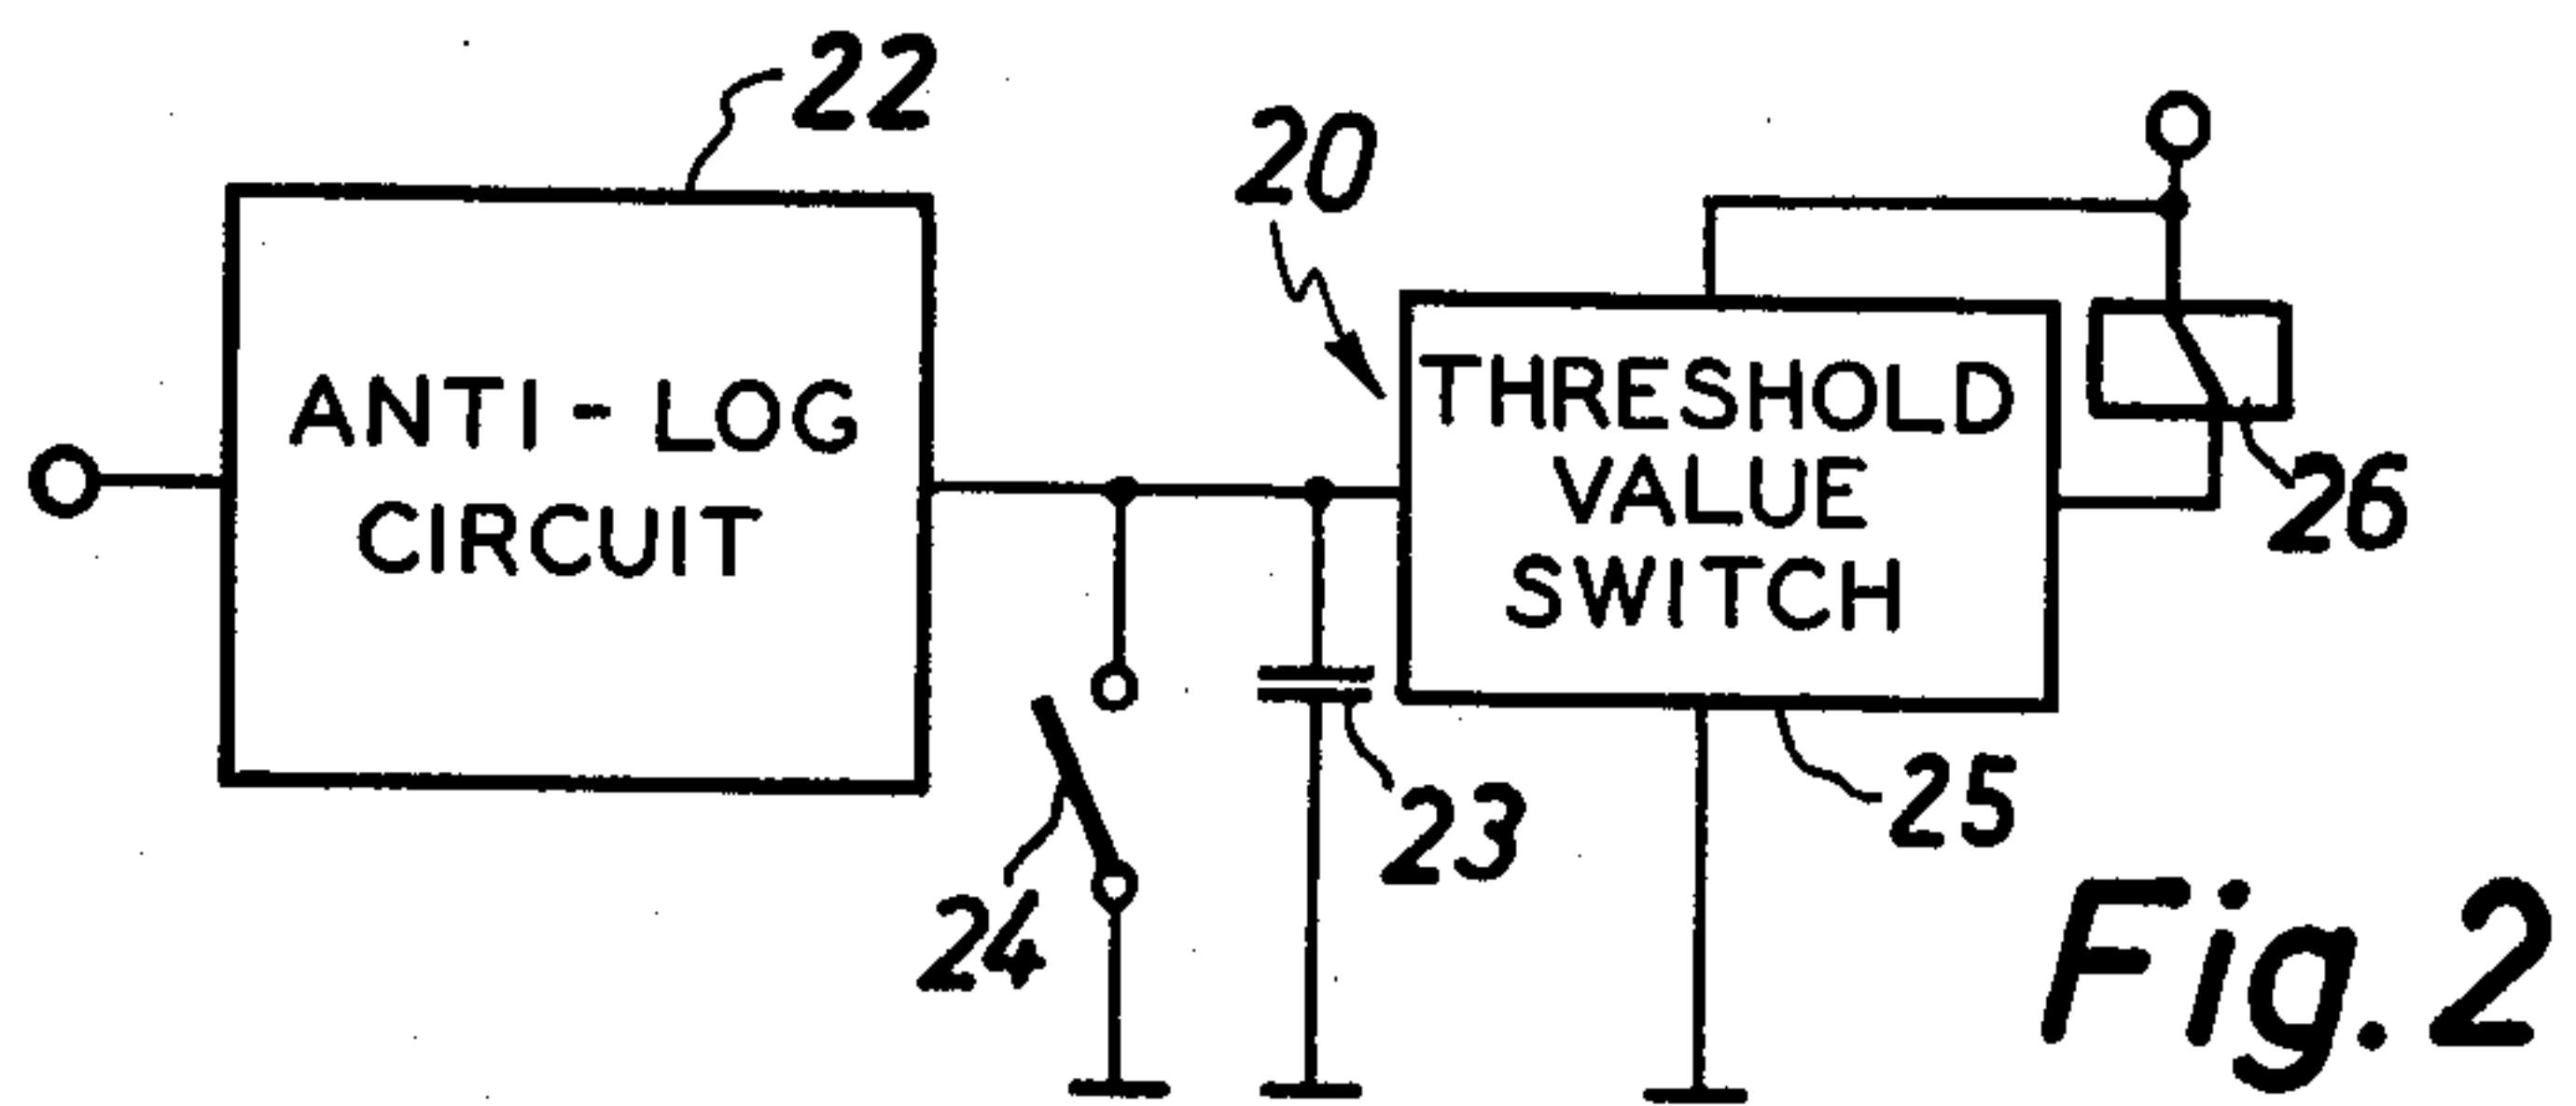 22
20
ANTI-LOG
CIRCUIT
THRESHOLD
VALUE
SWITCH
26
23
25
24
Fig. 2